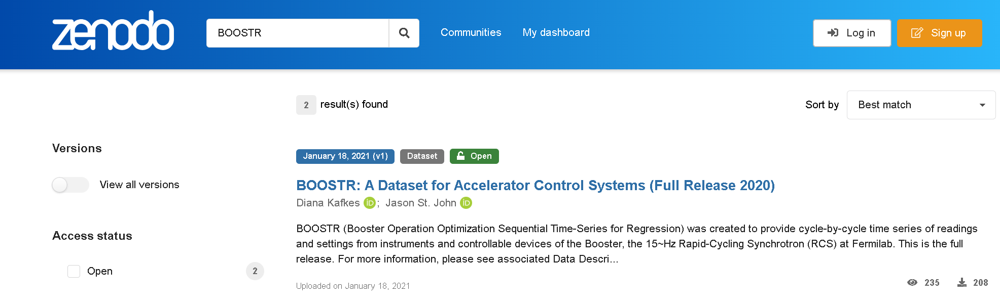 zenodo
BOOSTR
Communities
My dashboard
Log in
Sign up
2 result(s) found
Sort by
Best match
Versions
View all versions
Access status
Open
2
January 18, 2021 (v1)
Dataset
Open
BOOSTR: A Dataset for Accelerator Control Systems (Full Release 2020)
Diana Kafkes iD; Jason St. John iD
BOOSTR (Booster Operation Optimization Sequential Time-Series for Regression) was created to provide cycle-by-cycle time series of readings
and settings from instruments and controllable devices of the Booster, the 15~Hz Rapid-Cycling Synchrotron (RCS) at Fermilab. This is the full
release. For more information, please see associated Data Descri...
Uploaded on January 18, 2021
235
208